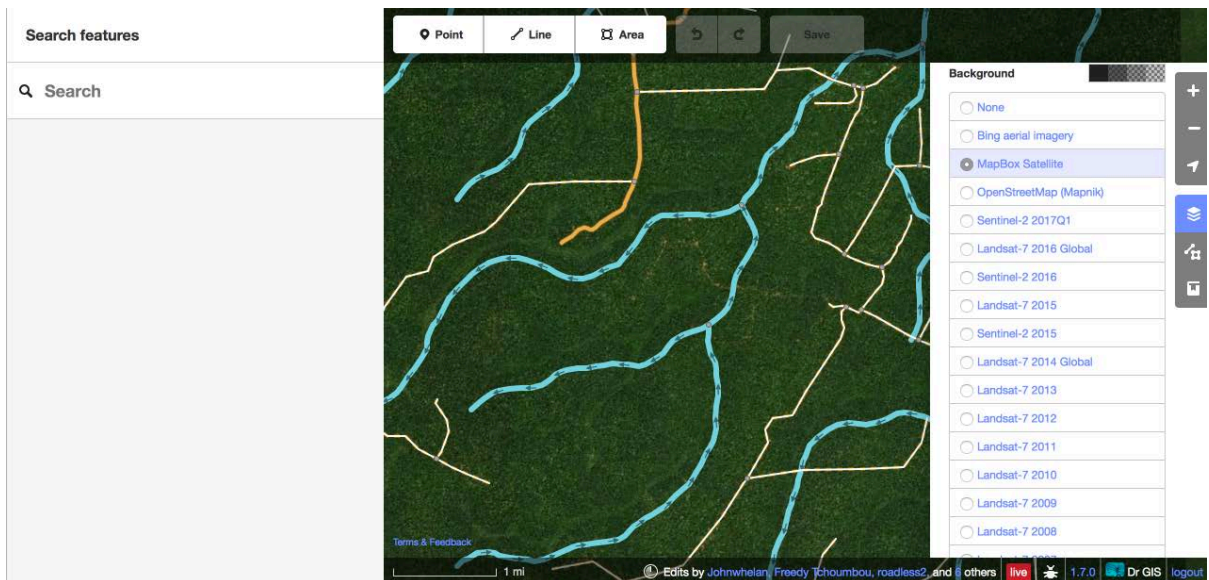 Search features
Search
Point Line Area Save
Background
None
Bing aerial imagery
MapBox Satellite
OpenStreetMap (Mapnik)
Sentinel-2 2017Q1
Landsat-7 2016 Global
Sentinel-2 2016
Landsat-7 2015
Sentinel-2 2015
Landsat-7 2014 Global
Landsat-7 2013
Landsat-7 2012
Landsat-7 2011
Landsat-7 2010
Landsat-7 2009
Landsat-7 2008
Terms & Feedback
1 mi Edits by Johnwhelan, Freedy Tchoumbou, roadless2, and 6 others live 1.7.0 Dr GIS logout